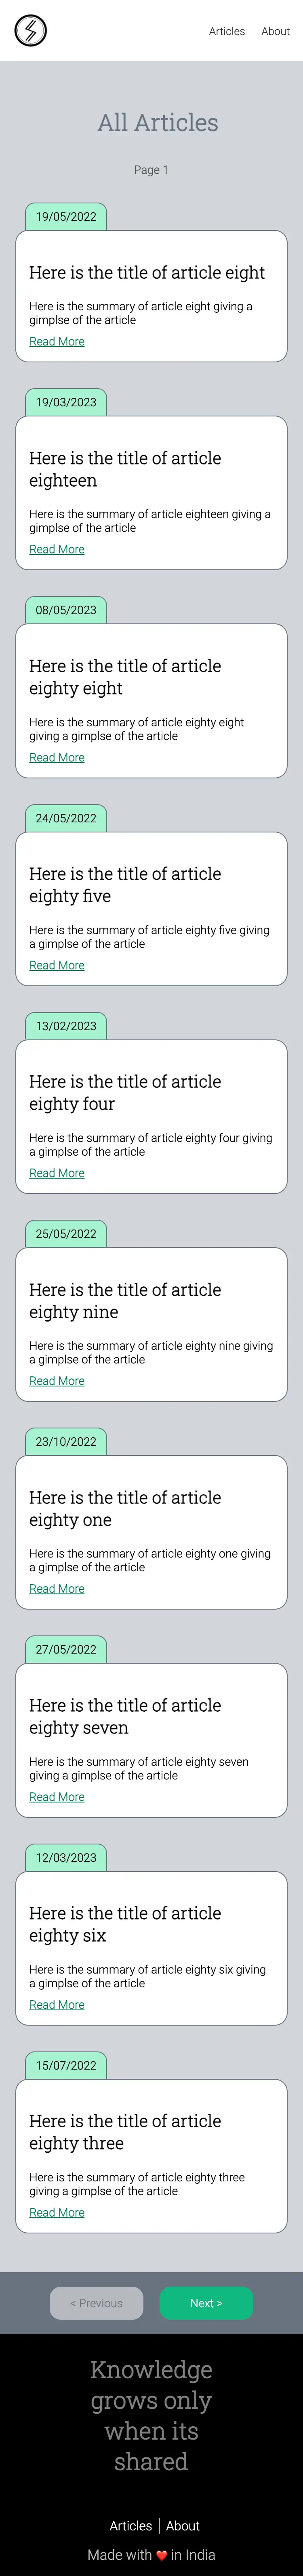 Articles About
All Articles
Page 1
19/05/2022
Here is the title of article eight
Here is the summary of article eight giving a
gimplse of the article
Read More
19/03/2023
Here is the title of article
eighteen
Here is the summary of article eighteen giving a
gimplse of the article
Read More
08/05/2023
Here is the title of article
eighty eight
Here is the summary of article eighty eight
giving a gimplse of the article
Read More
24/05/2022
Here is the title of article
eighty five
Here is the summary of article eighty five giving
a gimplse of the article
Read More
13/02/2023
Here is the title of article
eighty four
Here is the summary of article eighty four giving
a gimplse of the article
Read More
25/05/2022
Here is the title of article
eighty nine
Here is the summary of article eighty nine giving
a gimplse of the article
Read More
23/10/2022
Here is the title of article
eighty one
Here is the summary of article eighty one giving
a gimplse of the article
Read More
27/05/2022
Here is the title of article
eighty seven
Here is the summary of article eighty seven
giving a gimplse of the article
Read More
12/03/2023
Here is the title of article
eighty six
Here is the summary of article eighty six giving
a gimplse of the article
Read More
15/07/2022
Here is the title of article
eighty three
Here is the summary of article eighty three
giving a gimplse of the article
Read More
< Previous Next >
Knowledge
grows only
when its
shared
Articles | About
Made with ❤️ in India